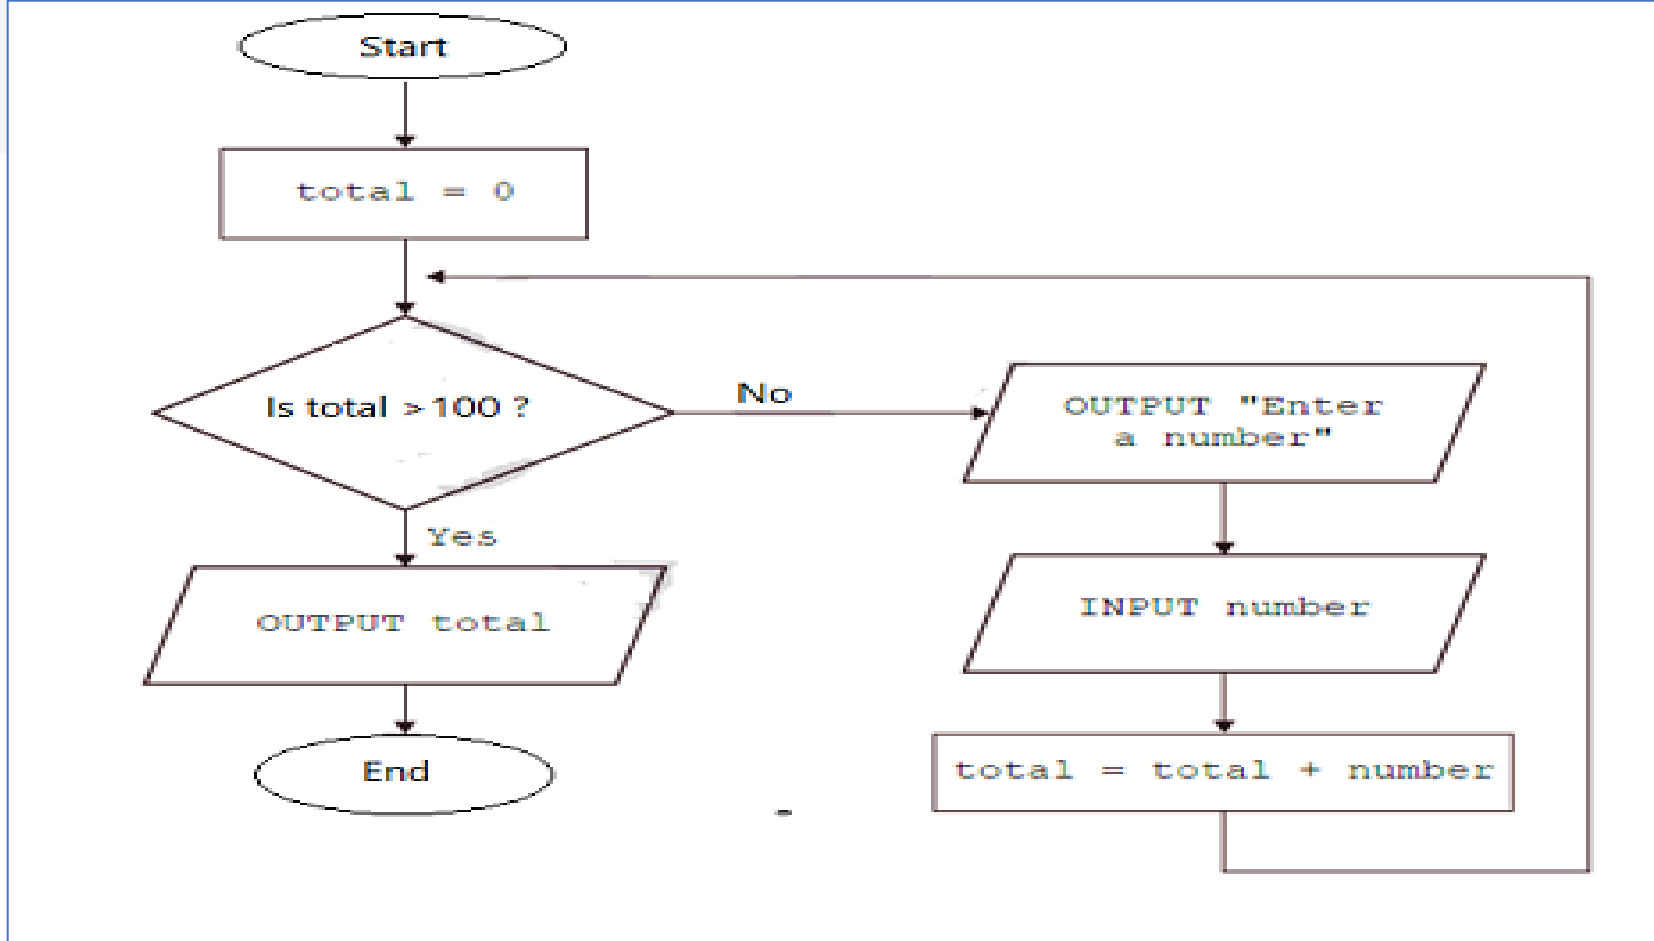 Start
total = 0
Is total > 100 ?
No
OUTPUT "Enter
a number"
Yes
INPUT number
OUTPUT total
total = total + number
End